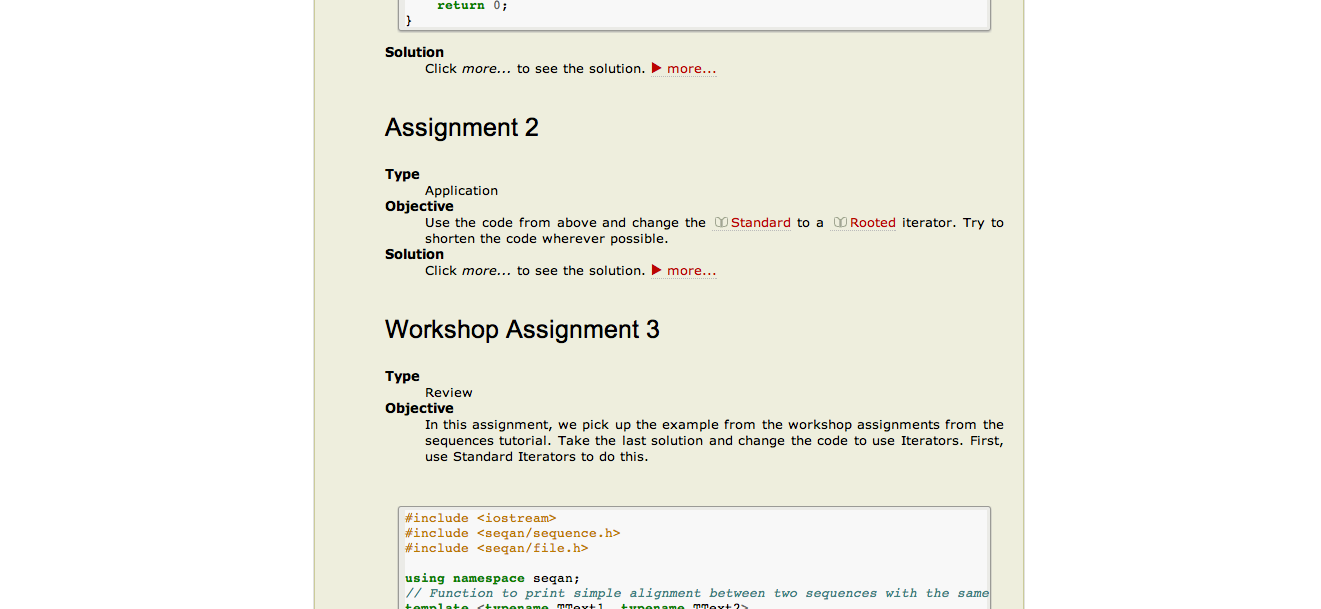 return 0;
}
Solution
Click more... to see the solution. more...
Assignment 2
Type
Application
Objective
Use the code from above and change the Standard to a Rooted iterator. Try to
shorten the code wherever possible.
Solution
Click more... to see the solution. more...
Workshop Assignment 3
Type
Review
Objective
In this assignment, we pick up the example from the workshop assignments from the
sequences tutorial. Take the last solution and change the code to use Iterators. First,
use Standard Iterators to do this.
#include <iostream>
#include <seqan/sequence.h>
#include <seqan/file.h>
using namespace seqan;
// Function to print simple alignment between two sequences with the same
template <typename TText1, typename TText2>